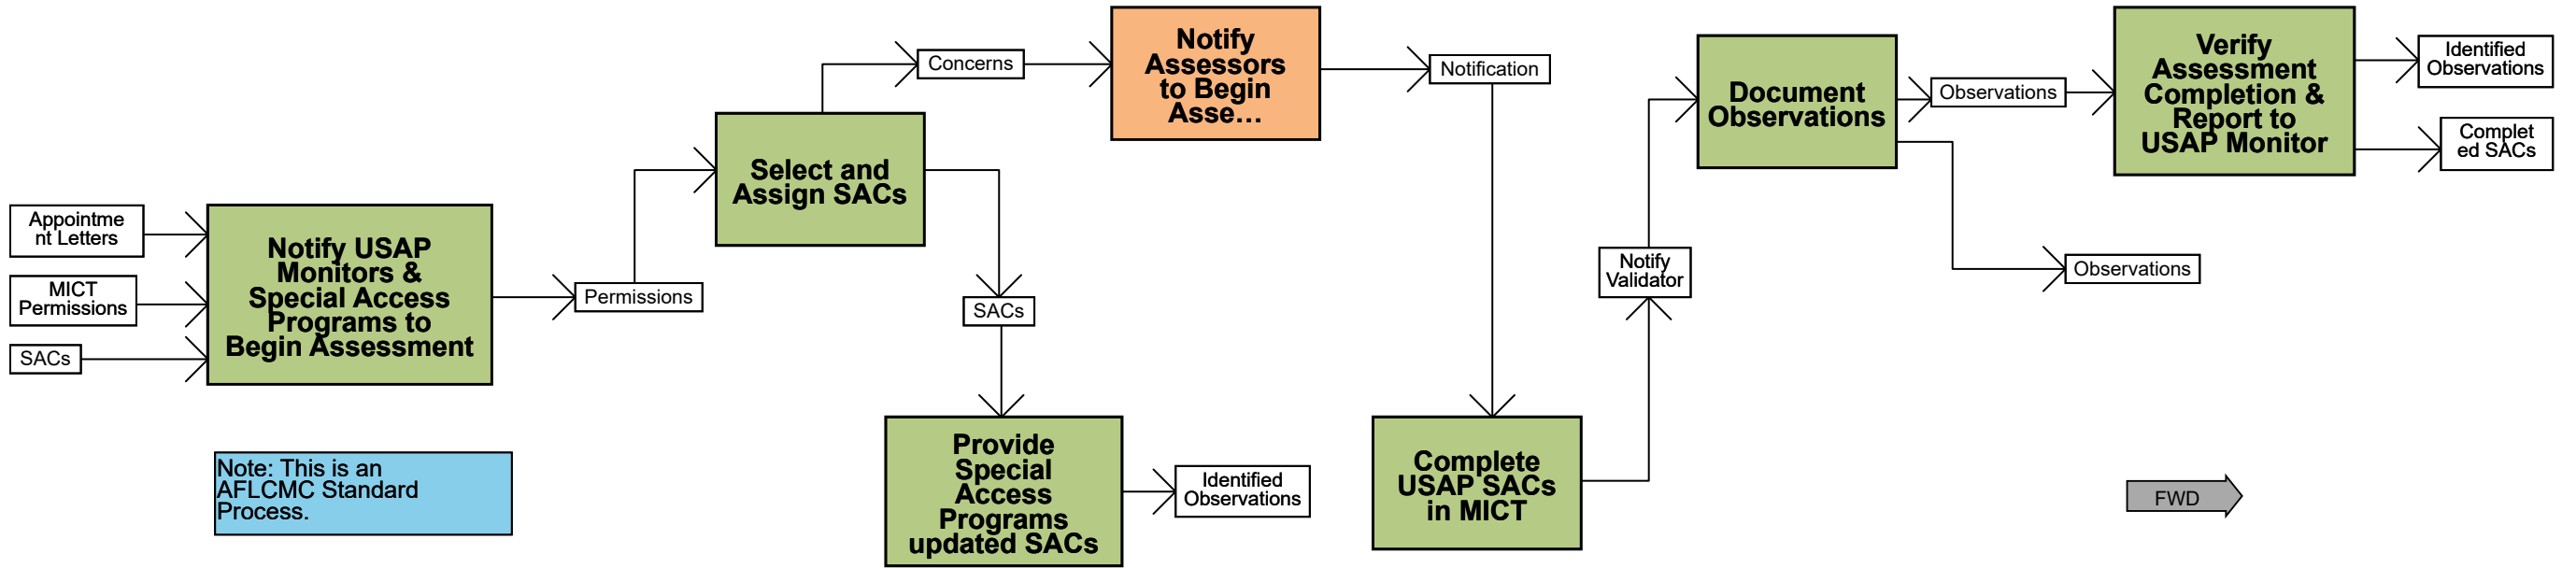 Appointme
nt Letters
MICT
Permissions
SACs
Notify USAP
Monitors &
Special Access
Programs to
Begin Assessment
Permissions
Select and
Assign SACs
Concerns
SACs
Notify
Assessors
to Begin
Asse...
Notification
Provide
Special
Access
Programs
updated SACs
Identified
Observations
Complete
USAP SACs
in MICT
Notify
Validator
Document
Observations
Observations
Observations
Verify
Assessment
Completion &
Report to
USAP Monitor
Identified
Observations
Complet
ed SACs
Note: This is an
AFLCMC Standard
Process.
FWD